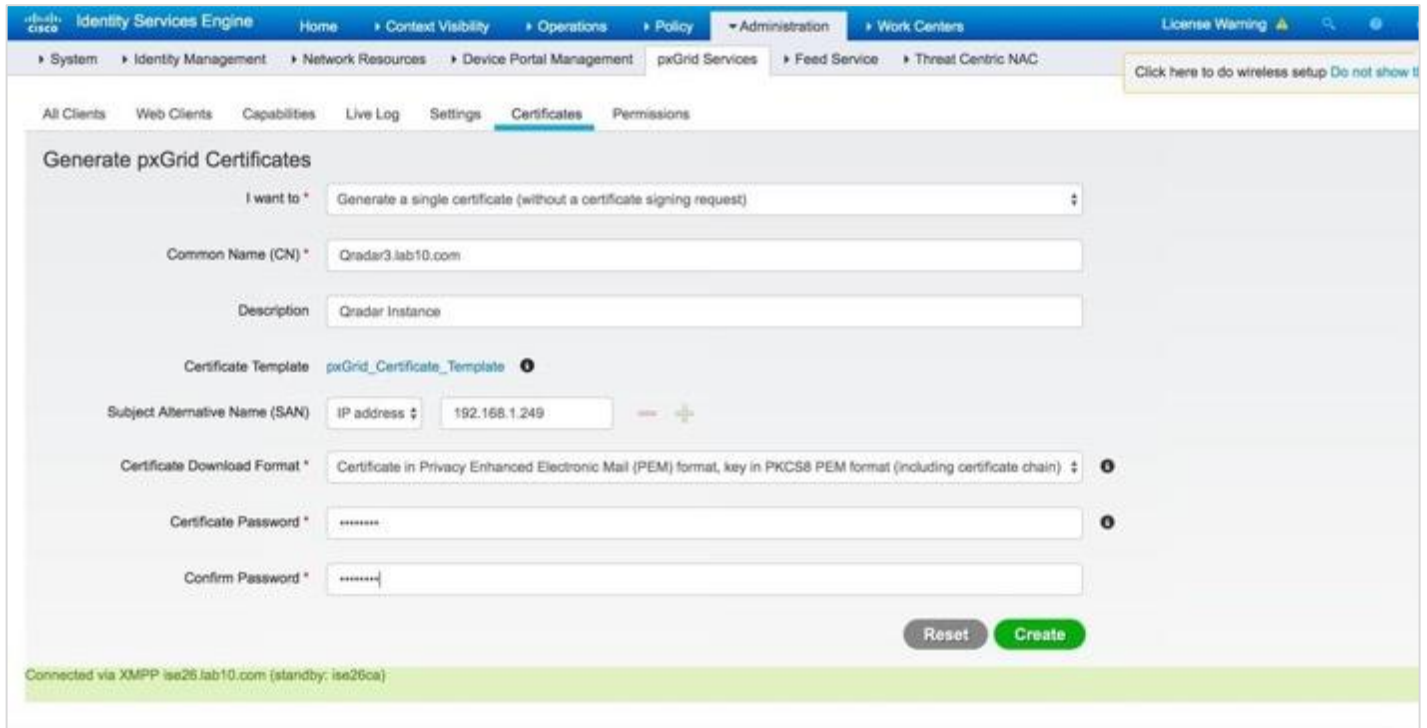 cisco Identity Services Engine Home Context Visibility Operations Policy Administration Work Centers License Warning
System Identity Management Network Resources Device Portal Management pxGrid Services Feed Service Threat Centric NAC
Click here to do wireless setup Do not show
All Clients Web Clients Capabilities Live Log Settings Certificates Permissions
Generate pxGrid Certificates
I want to * Generate a single certificate (without a certificate signing request)
Common Name (CN) * Qradar3.lab10.com
Description Qradar Instance
Certificate Template pxGrid_Certificate_Template
Subject Alternative Name (SAN) IP address 192.168.1.249
Certificate Download Format * Certificate in Privacy Enhanced Electronic Mail (PEM) format, key in PKCS8 PEM format (including certificate chain)
Certificate Password * •••••••••
Confirm Password * •••••••••
Reset Create
Connected via XMPP ise26.lab10.com (standby: ise26ca)